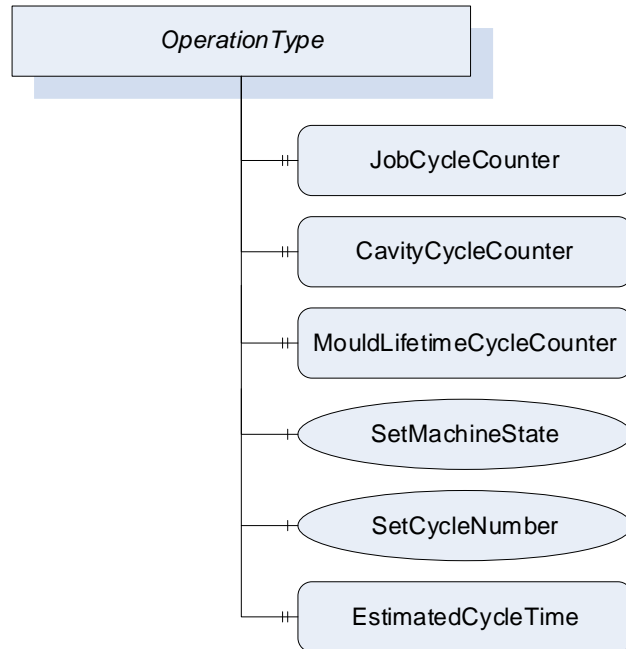 OperationType
JobCycleCounter
CavityCycleCounter
MouldLifetimeCycleCounter
SetMachineState
SetCycleNumber
EstimatedCycleTime